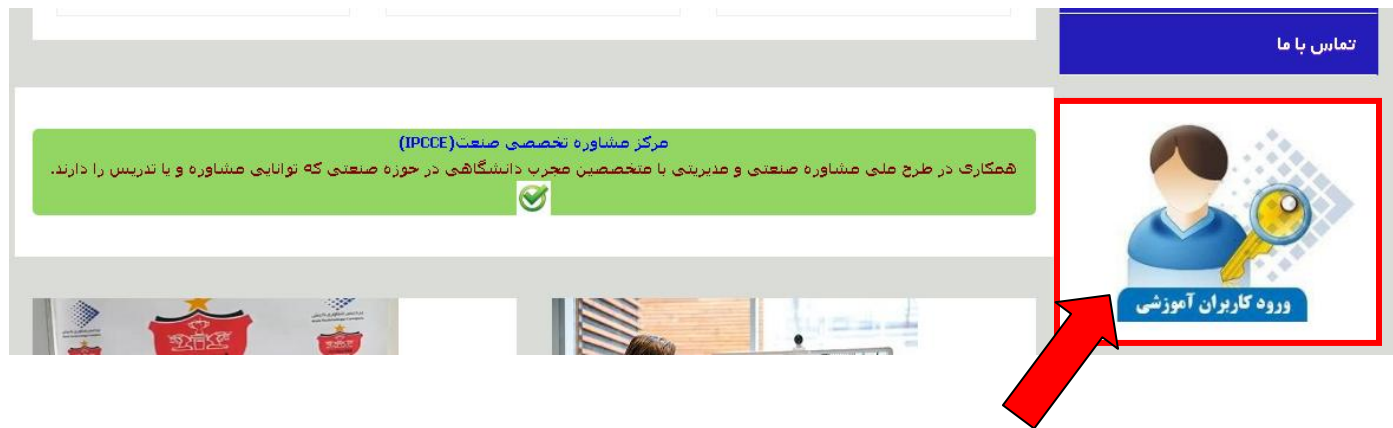 تماس با ما
مرکز مشاوره تخصصی صنعت(IPCCE)
همکاری در طرح ملی مشاوره صنعتی و مدیریتی با متخصصین مجرب دانشگاهی در حوزه صنعتی که توانایی مشاوره و یا تدریس را دارند.
ورود کاربران آموزشی